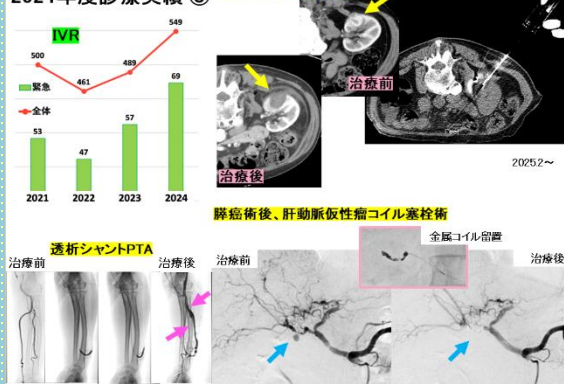 2024年度診療実績
IVR
549
500
461
489
緊急
全体
53
47
57
69
2021
2022
2023
2024
治療前
治療後
2025.2～
膵癌術後、肝動脈仮性瘤コイル塞栓術
透析シャントPTA
治療前
治療後
治療前
金属コイル留置
治療後